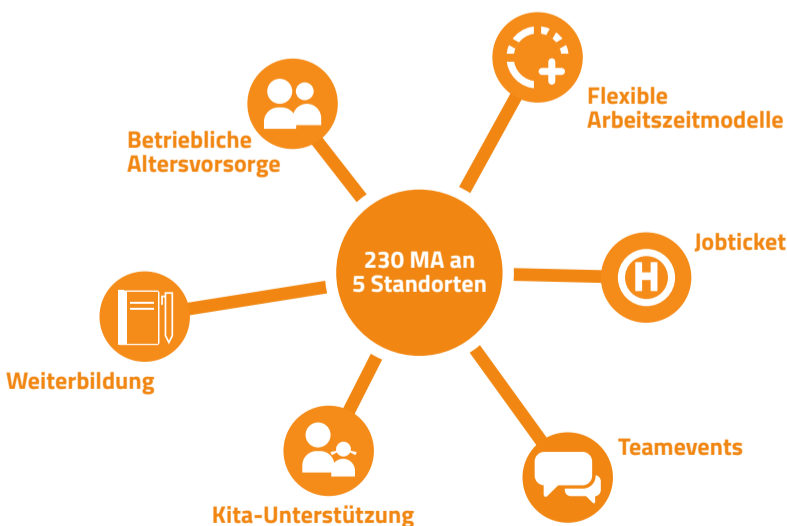 Flexible
Arbeitszeitmodelle
Betriebliche
Altersvorsorge
Jobticket
230 MA an
5 Standorten
H
Weiterbildung
Teamevents
Kita-Unterstützung